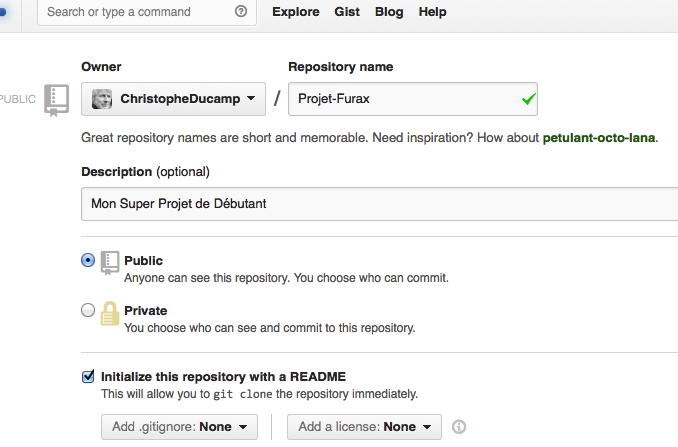 Search or type a command
Explore Gist Blog Help
Owner Repository name
PUBLIC ChristopheDucamp / Projet-Furax
Great repository names are short and memorable. Need inspiration? How about petulant-octo-lana.
Description (optional)
Mon Super Projet de Débutant
Public
Anyone can see this repository. You choose who can commit.
Private
You choose who can see and commit to this repository.
Initialize this repository with a README
This will allow you to git clone the repository immediately.
Add .gitignore: None Add a license: None